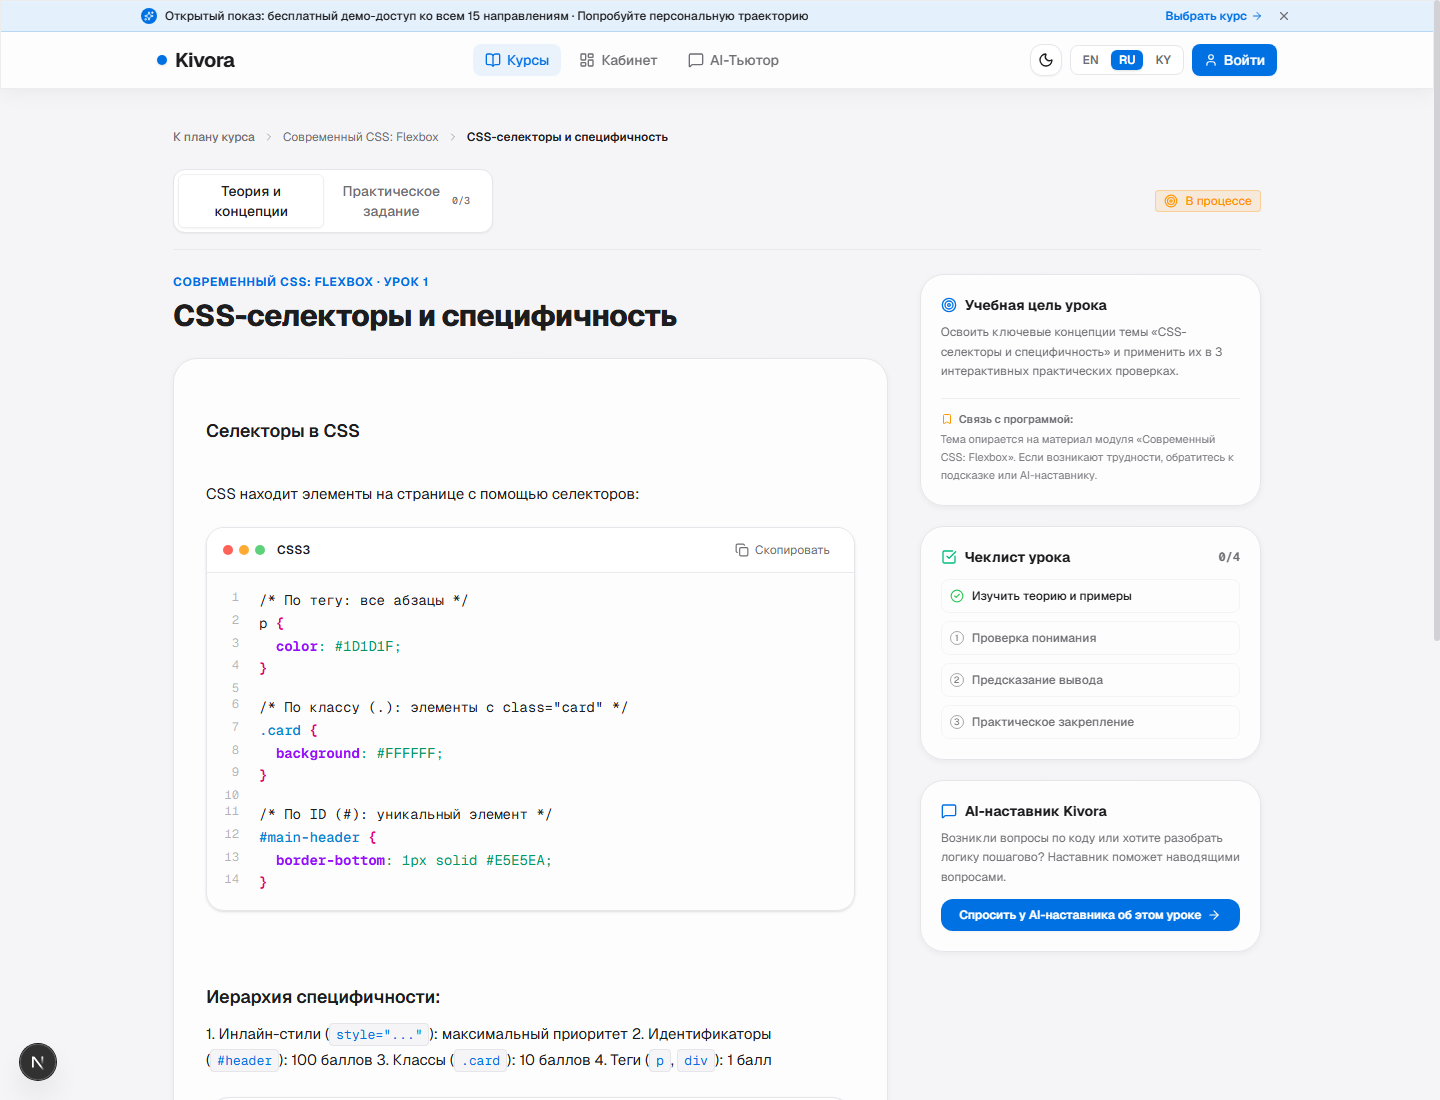 Открытый показ: бесплатный демо-доступ ко всем 15 направлениям · Попробуйте персональную траекторию
Выбрать курс →
Kivora
Курсы
Кабинет
AI-Тьютор
EN RU KY
Войти
К плану курса > Современный CSS: Flexbox > CSS-селекторы и специфичность
Теория и
концепции
Практическое
задание
0/3
В процессе
СОВРЕМЕННЫЙ CSS: FLEXBOX · УРОК 1
CSS-селекторы и специфичность
Селекторы в CSS
CSS находит элементы на странице с помощью селекторов:
CSS3
Скопировать
1 /* По тегу: все абзацы */
2 p {
3 color: #1D1D1F;
4 }
5
6 /* По классу (.): элементы с class="card" */
7 .card {
8 background: #FFFFFF;
9 }
10
11 /* По ID (#): уникальный элемент */
12 #main-header {
13 border-bottom: 1px solid #E5E5EA;
14 }
Иерархия специфичности:
1. Инлайн-стили ( style="..." ): максимальный приоритет 2. Идентификаторы
( #header ): 100 баллов 3. Классы ( .card ): 10 баллов 4. Теги ( p , div ): 1 балл
Учебная цель урока
Освоить ключевые концепции темы «CSS-
селекторы и специфичность» и применить их в 3
интерактивных практических проверках.
Связь с программой:
Тема опирается на материал модуля «Современный
CSS: Flexbox». Если возникают трудности, обратитесь к
подсказке или AI-наставнику.
Чеклист урока
0/4
Изучить теорию и примеры
1 Проверка понимания
2 Предсказание вывода
3 Практическое закрепление
AI-наставник Kivora
Возникли вопросы по коду или хотите разобрать
логику пошагово? Наставник поможет наводящими
вопросами.
Спросить у AI-наставника об этом уроке →
N